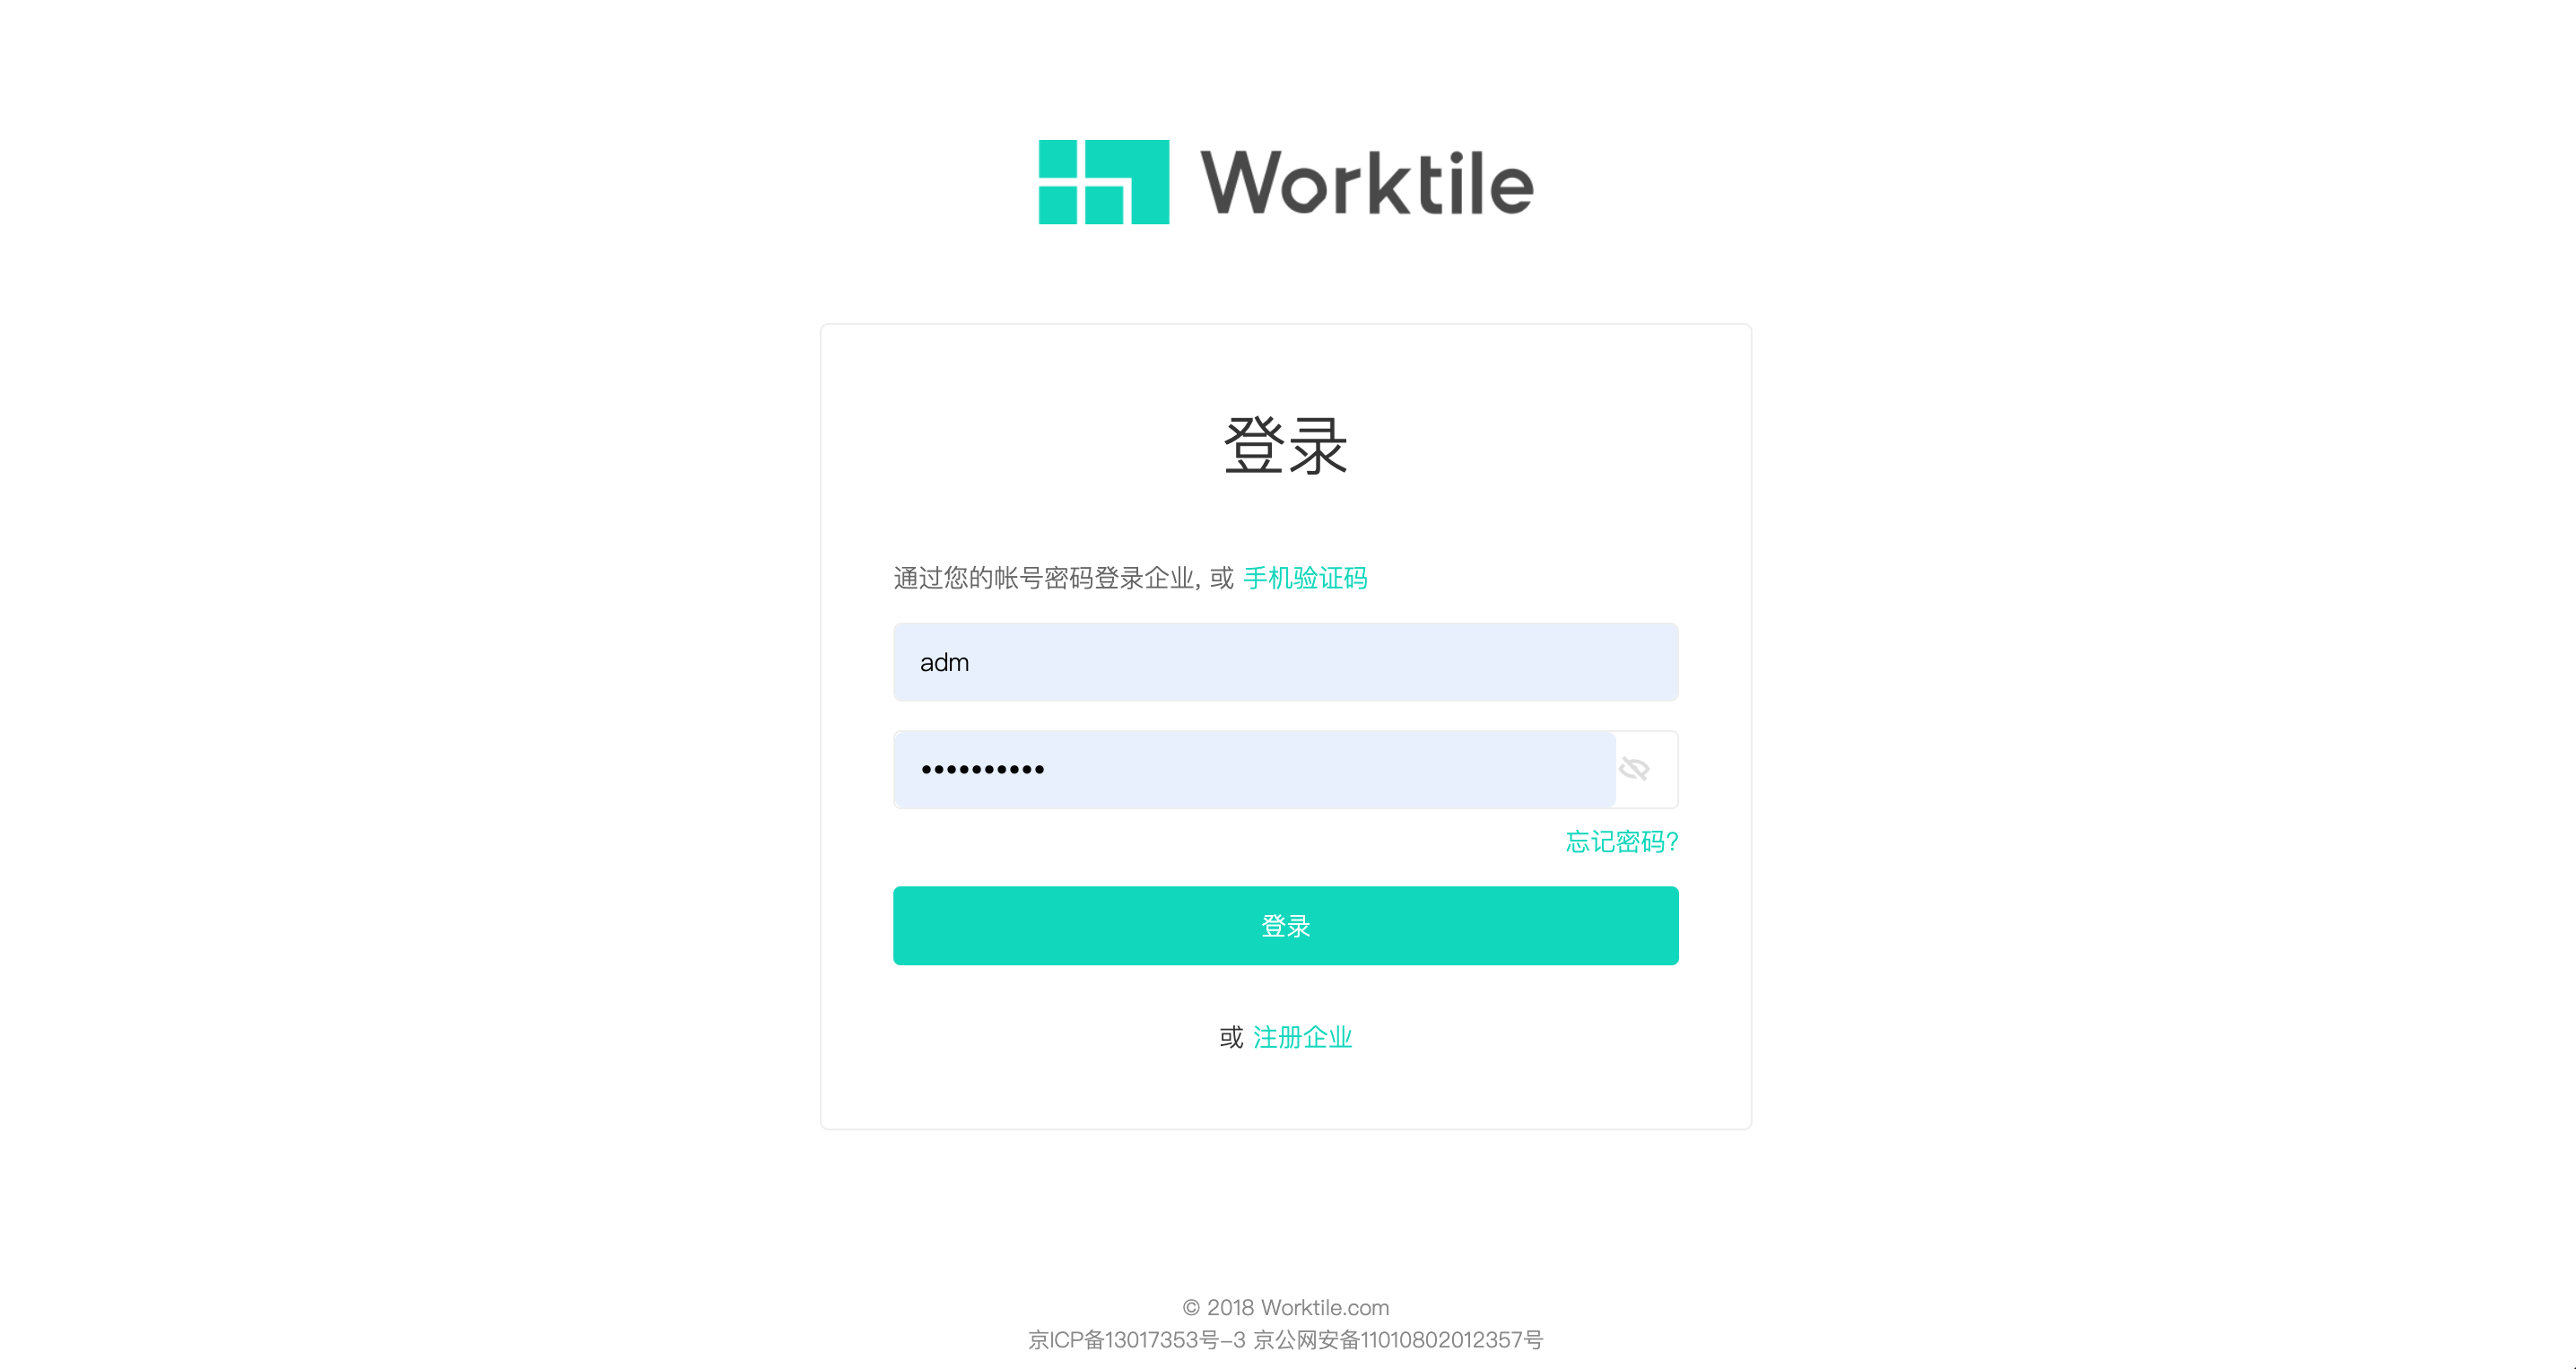 Worktile
登录
通过您的帐号密码登录企业, 或 手机验证码
adm
••••••••••
忘记密码?
登录
或 注册企业
© 2018 Worktile.com
京ICP备13017353号-3 京公网安备11010802012357号